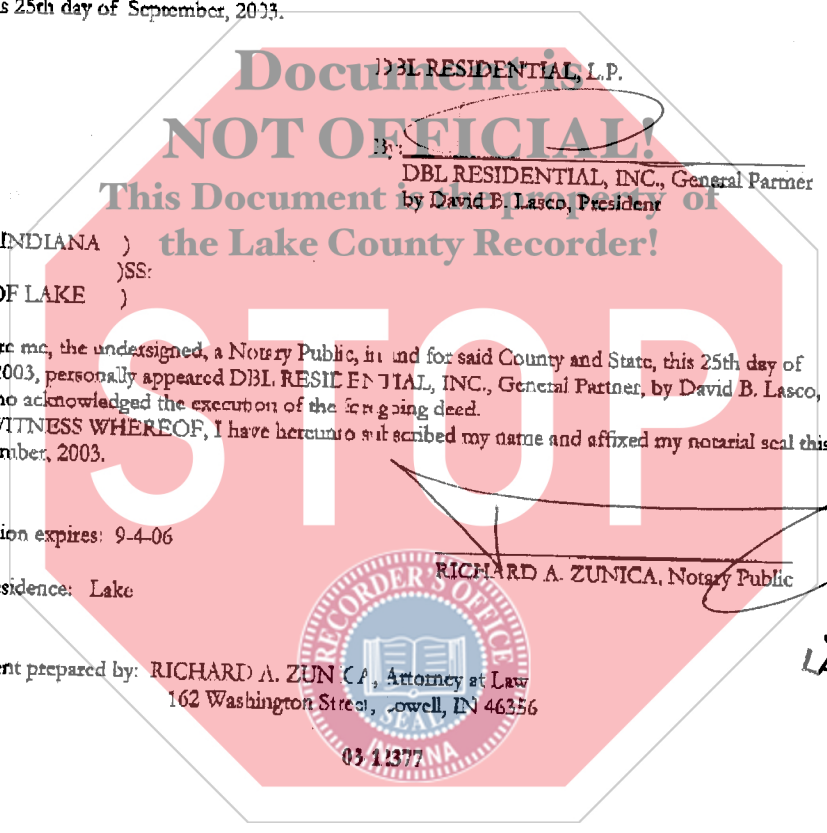 s 25th day of September, 2003.
DBL RESIDENTIAL, L.P.
Document is
NOT OFFICIAL!
By:
DBL RESIDENTIAL, INC., General Partner
This Document is the property of
by David B. Lasco, President
the Lake County Recorder!
INDIANA )
)SS:
OF LAKE )
STOP
re me, the undersigned, a Notary Public, in and for said County and State, this 25th day of
2003, personally appeared DBL RESIDENTIAL, INC., General Partner, by David B. Lasco,
ho acknowledged the execution of the foregoing deed.
WITNESS WHEREOF, I have hereunto subscribed my name and affixed my notarial seal this
mber, 2003.
ion expires: 9-4-06
RICHARD A. ZUNICA, Notary Public
sidence: Lake
RECORDER'S OFFICE
nt prepared by: RICHARD A. ZUNICA, Attorney at Law
162 Washington Street, Lowell, IN 46356
SEAL
INDIANA
03-12377